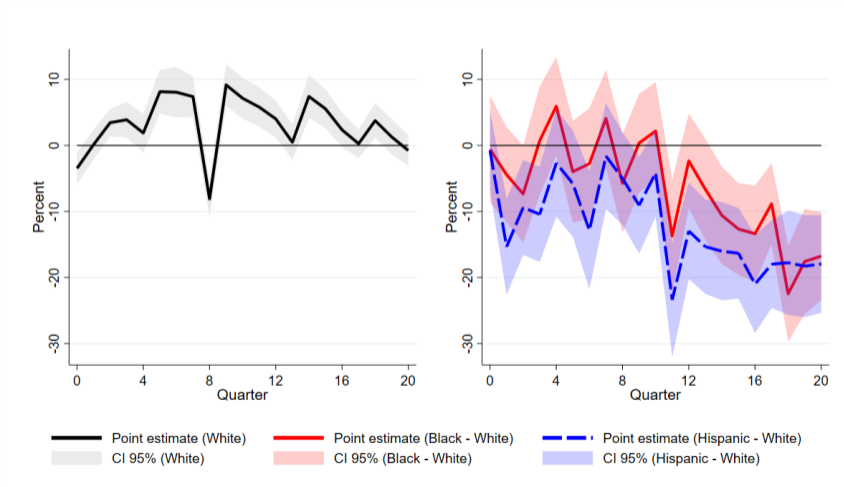 10
0
-10
-20
-30
Percent
0 4 8 12 16 20
Quarter
10
0
-10
-20
-30
Percent
0 4 8 12 16 20
Quarter
Point estimate (White) Point estimate (Black - White) Point estimate (Hispanic - White)
CI 95% (White) CI 95% (Black - White) CI 95% (Hispanic - White)